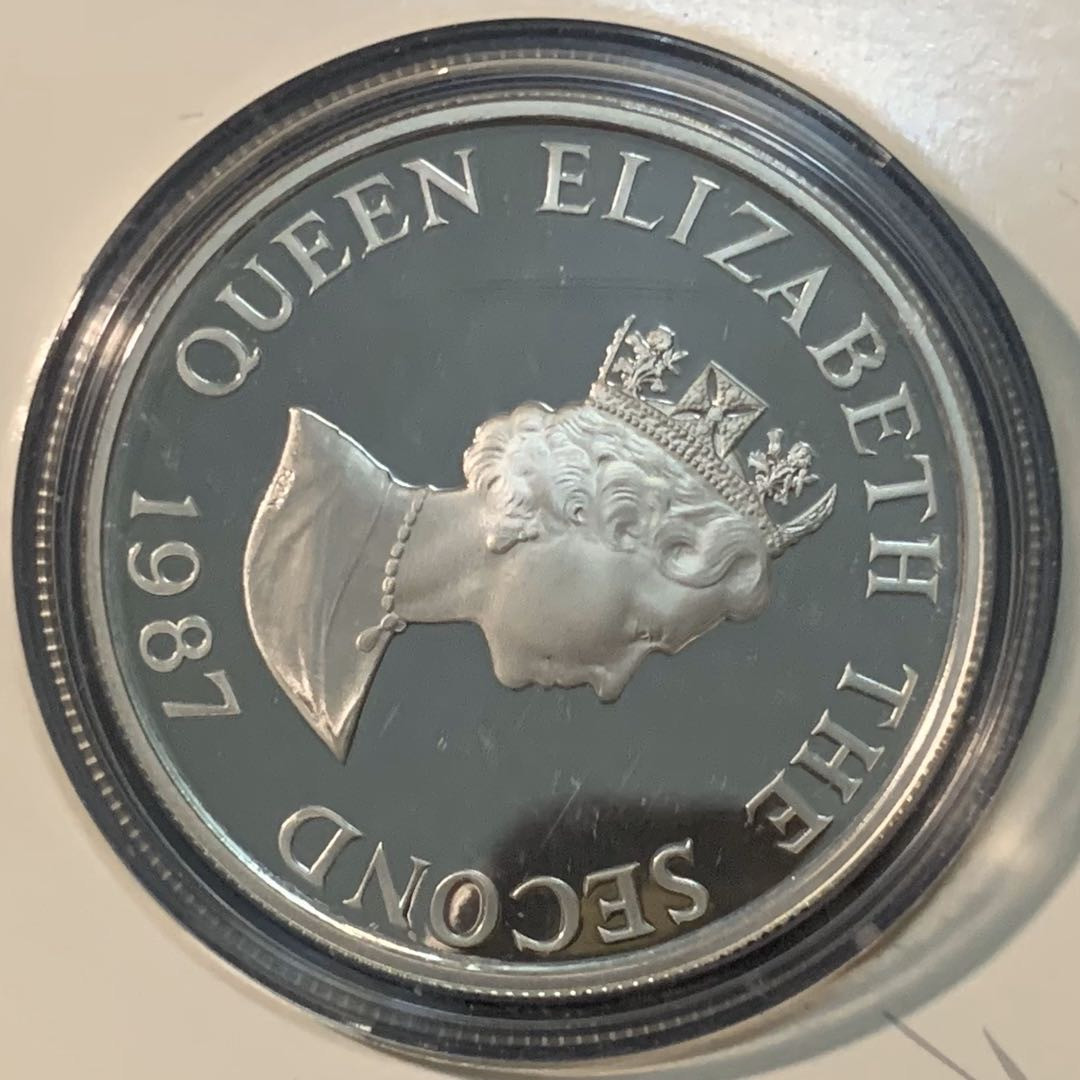 QUEEN ELIZABETH THE SECOND
1987